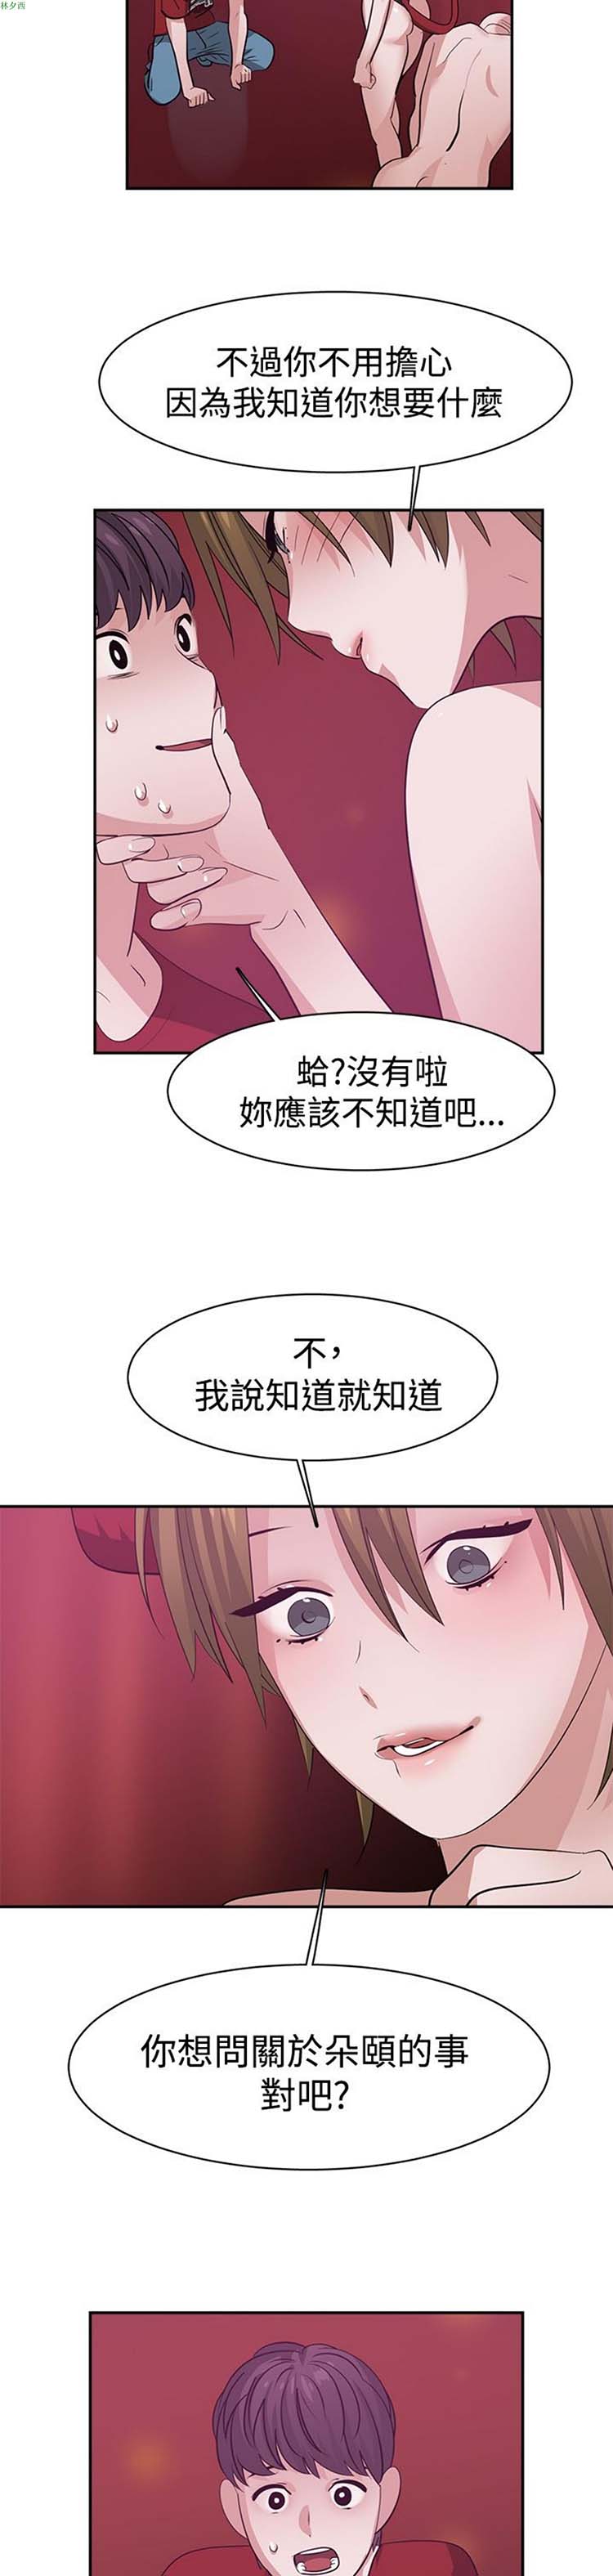 林夕西
不過你不用擔心
因為我知道你想要什麼
蛤?沒有啦
妳應該不知道吧...
不,
我說知道就知道
你想問關於朵頤的事
對吧?